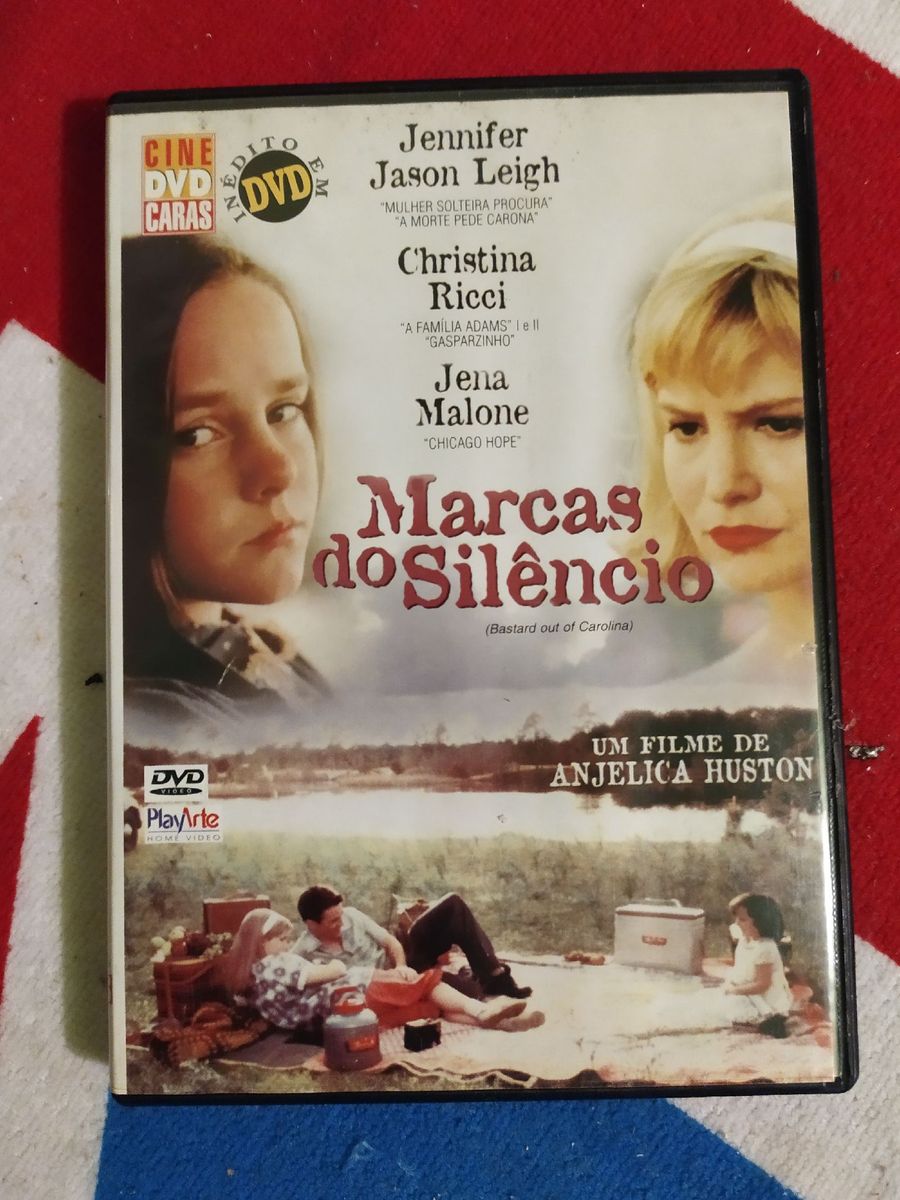 CINE
DVD
CARAS
INÉDITO EM
DVD
Jennifer
Jason Leigh
"MULHER SOLTEIRA PROCURA"
"A MORTE PEDE CARONA"
Christina
Ricci
"A FAMÍLIA ADAMS" I e II
"GASPARZINHO"
Jena
Malone
"CHICAGO HOPE"
Marcas
do Silêncio
(Bastard out of Carolina)
UM FILME DE
ANJELICA HUSTON
DVD
VIDEO
PlayArte
HOME VIDEO